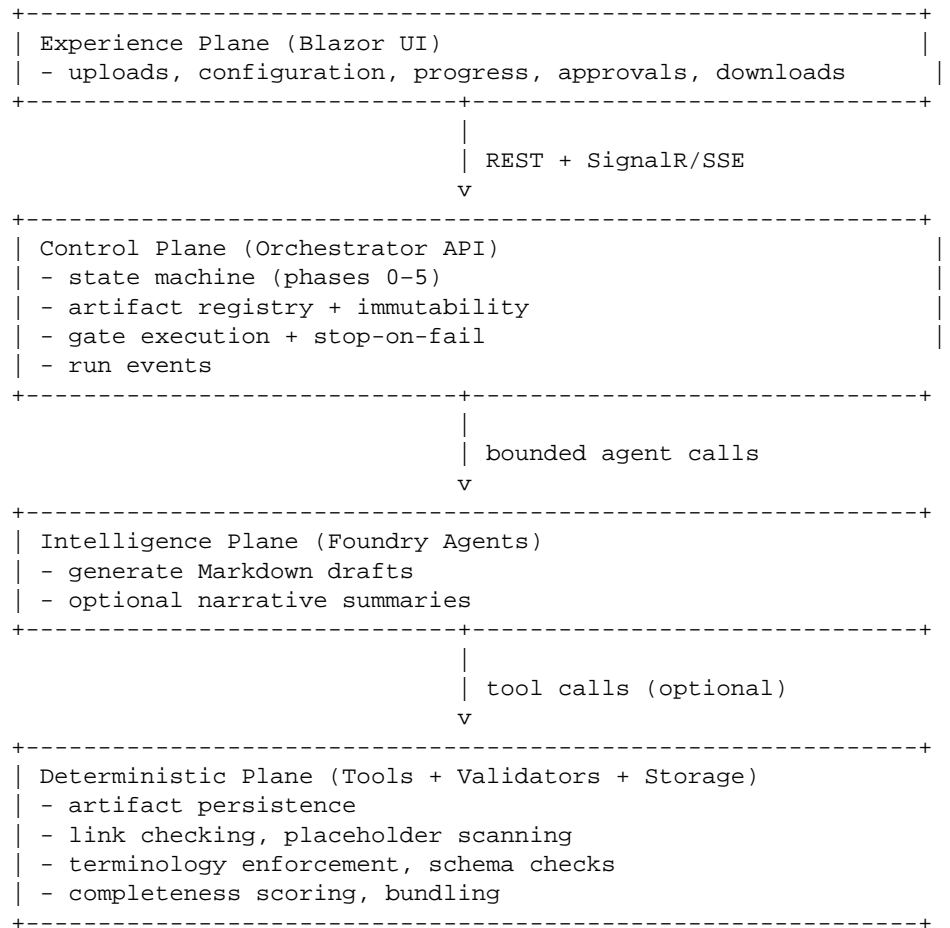 +--------------------------------------------------------------+
| Experience Plane (Blazor UI) |
| - uploads, configuration, progress, approvals, downloads |
+------------------------------+-------------------------------+
|
| REST + SignalR/SSE
v
+--------------------------------------------------------------+
| Control Plane (Orchestrator API) |
| - state machine (phases 0–5) |
| - artifact registry + immutability |
| - gate execution + stop-on-fail |
| - run events
+------------------------------+-------------------------------+
|
| bounded agent calls
v
+--------------------------------------------------------------+
| Intelligence Plane (Foundry Agents)
| - generate Markdown drafts
| - optional narrative summaries
+------------------------------+-------------------------------+
|
| tool calls (optional)
v
+--------------------------------------------------------------+
| Deterministic Plane (Tools + Validators + Storage)
| - artifact persistence
| - link checking, placeholder scanning
| - terminology enforcement, schema checks
| - completeness scoring, bundling
+--------------------------------------------------------------+